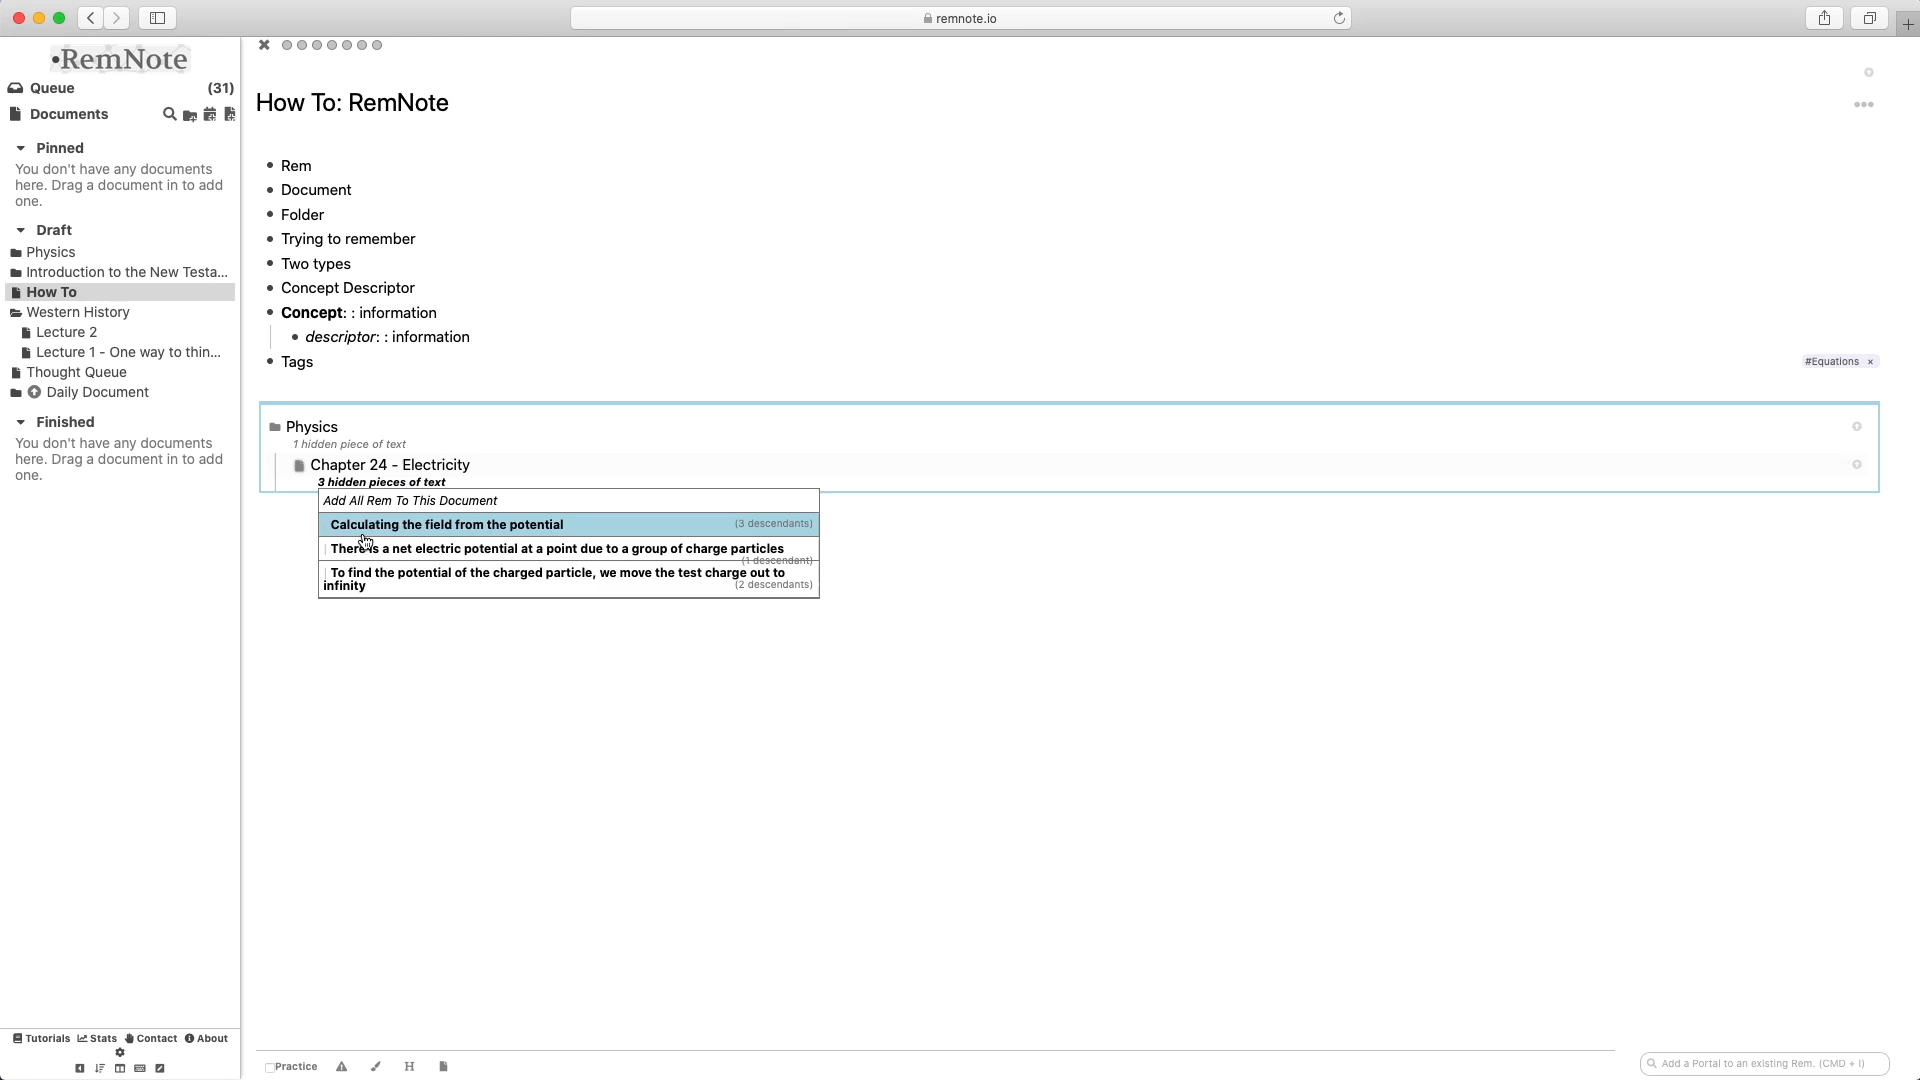 remnote.io
•RemNote
Queue (31)
Documents
Pinned
You don't have any documents
here. Drag a document in to add
one.
Draft
Physics
Introduction to the New Testa...
How To
Western History
Lecture 2
Lecture 1 - One way to thin...
Thought Queue
Daily Document
Finished
You don't have any documents
here. Drag a document in to add
one.
Tutorials Stats Contact About
How To: RemNote
Rem
Document
Folder
Trying to remember
Two types
Concept Descriptor
Concept: : information
descriptor: : information
Tags #Equations ×
Physics
1 hidden piece of text
Chapter 24 - Electricity
3 hidden pieces of text
Add All Rem To This Document
Calculating the field from the potential (3 descendants)
There is a net electric potential at a point due to a group of charge particles
(1 descendant)
To find the potential of the charged particle, we move the test charge out to
infinity (2 descendants)
Practice H
Add a Portal to an existing Rem. (CMD + I)